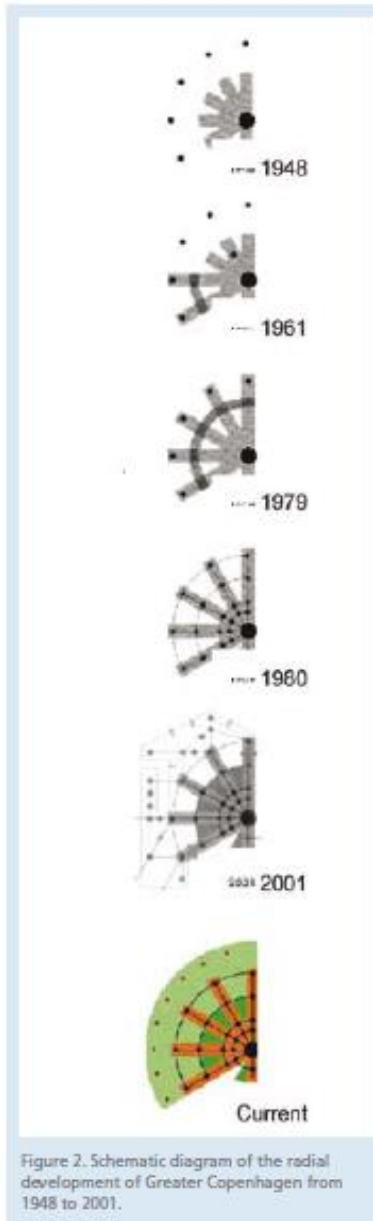 1948
1961
1979
1960
2001
Current
Figure 2. Schematic diagram of the radial
development of Greater Copenhagen from
1948 to 2001.